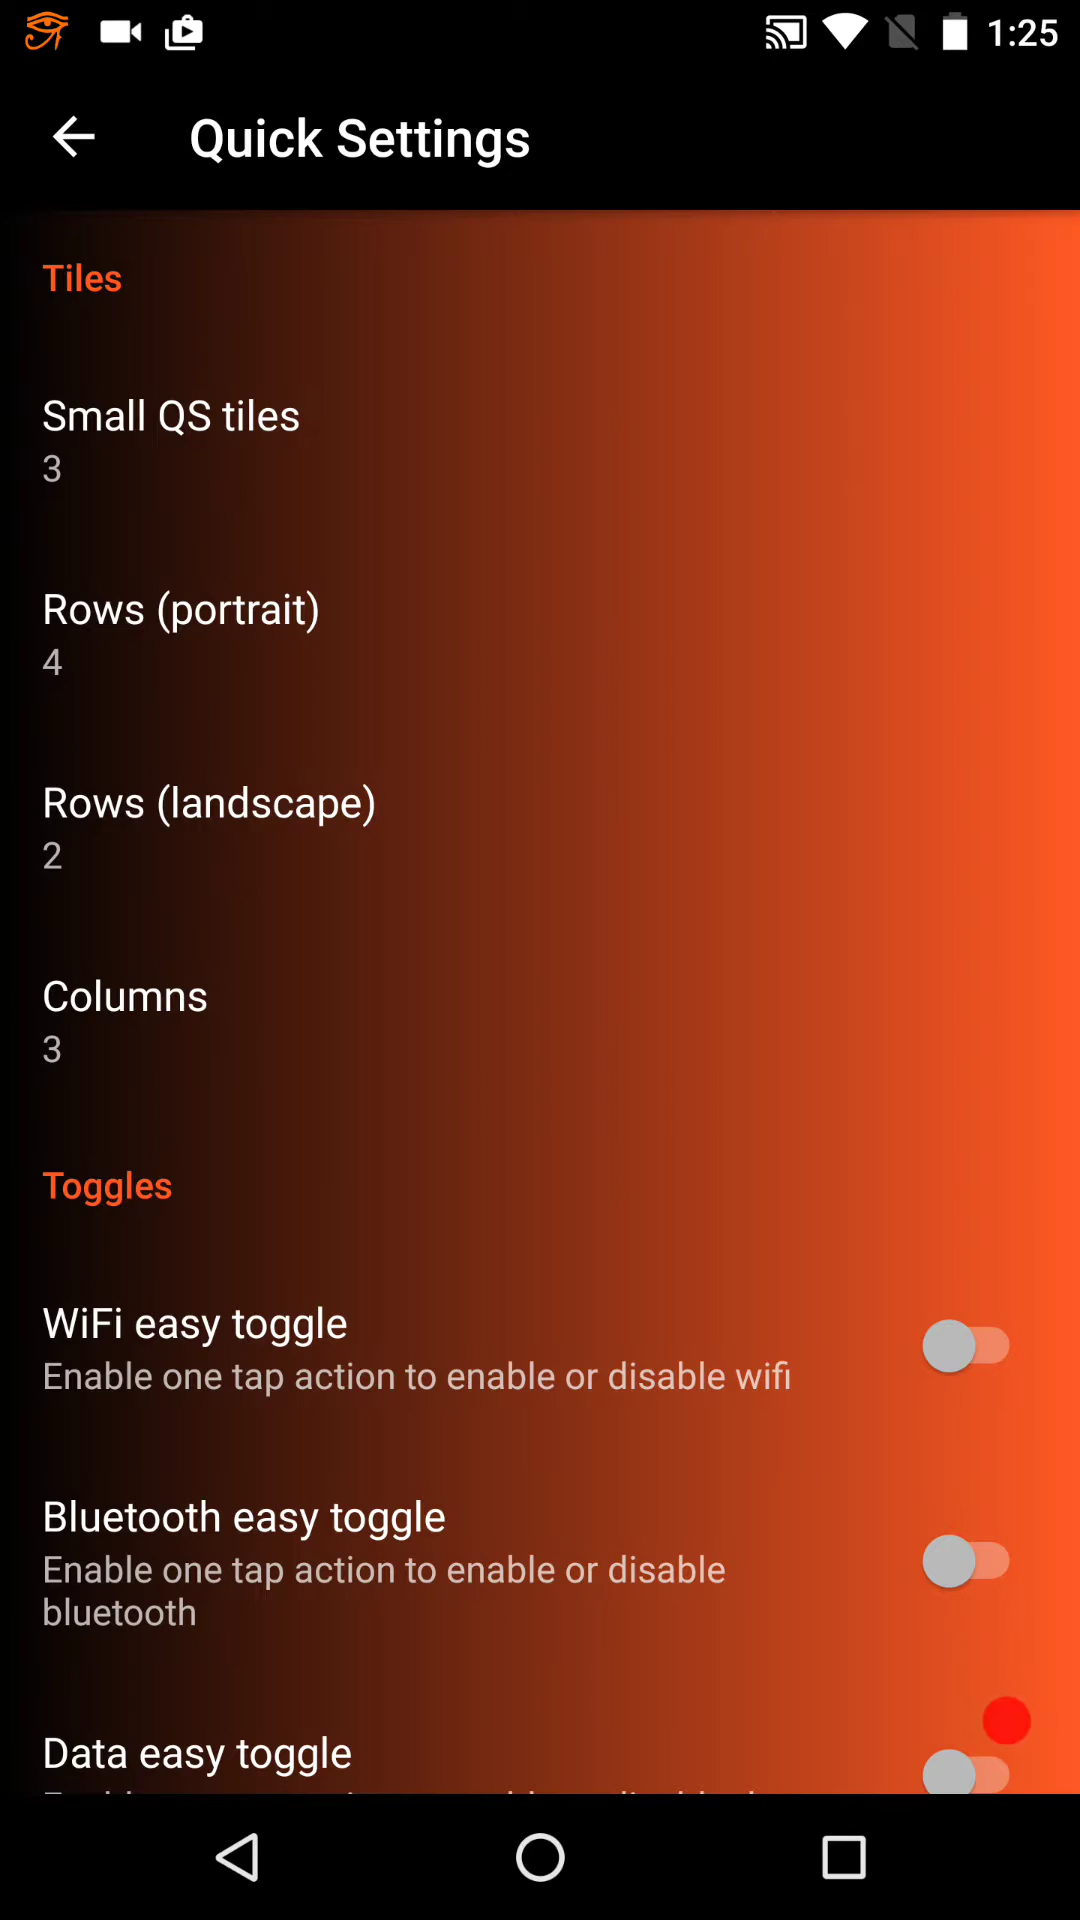 1:25
Quick Settings
Tiles
Small QS tiles
3
Rows (portrait)
4
Rows (landscape)
2
Columns
3
Toggles
WiFi easy toggle
Enable one tap action to enable or disable wifi
Bluetooth easy toggle
Enable one tap action to enable or disable
bluetooth
Data easy toggle